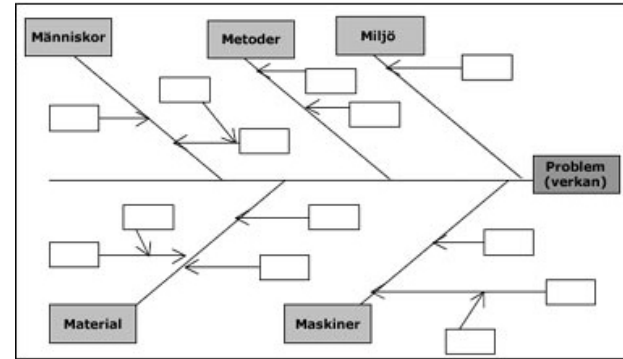 Människor
Metoder
Miljö
Problem
(verkan)
Material
Maskiner